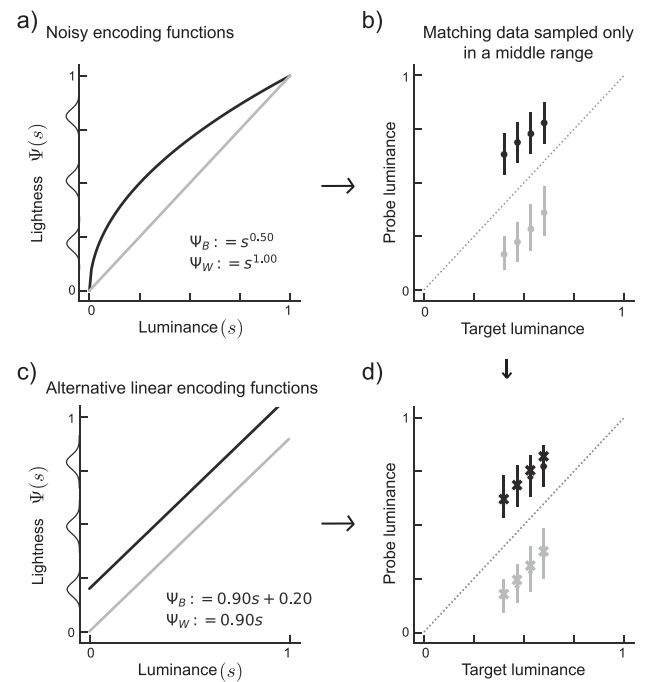 a) Noisy encoding functions
1
0
Lightness Ψ(s)
Ψ_B : = s^0.50
Ψ_W : = s^1.00
0
1
Luminance (s)
b) Matching data sampled only
in a middle range
1
0
Probe luminance
0
1
Target luminance
c) Alternative linear encoding functions
1
0
Lightness Ψ(s)
Ψ_B : = 0.90s + 0.20
Ψ_W : = 0.90s
0
1
Luminance (s)
d)
1
0
Probe luminance
0
1
Target luminance